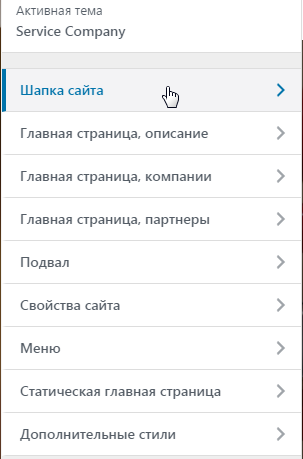 Активная тема
Service Company
Шапка сайта
Главная страница, описание
Главная страница, компании
Главная страница, партнеры
Подвал
Свойства сайта
Меню
Статическая главная страница
Дополнительные стили